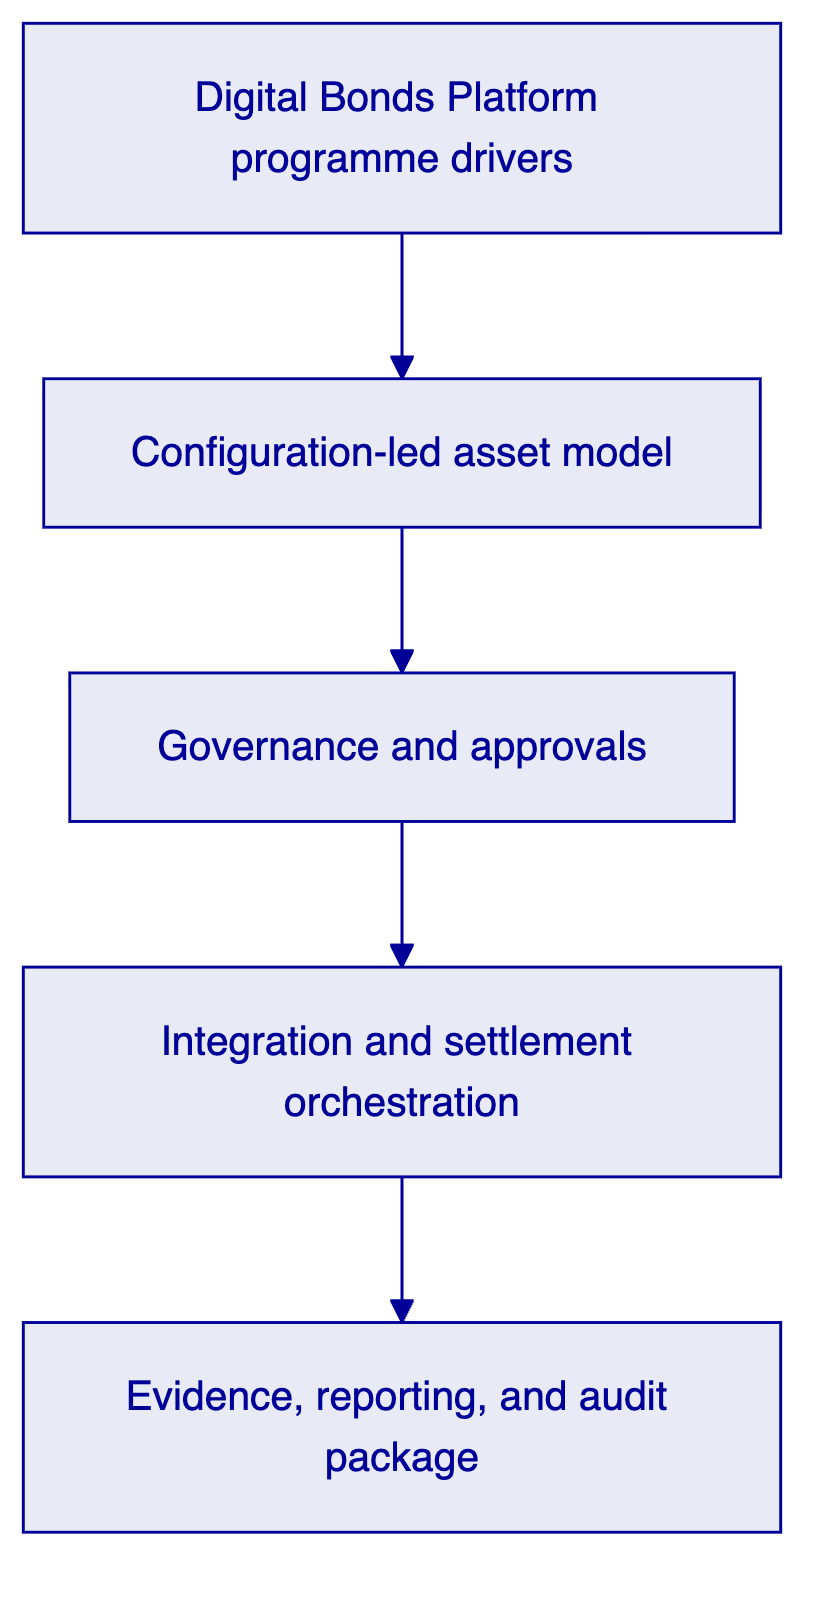 Digital Bonds Platform
programme drivers
Configuration-led asset model
Governance and approvals
Integration and settlement
orchestration
Evidence, reporting, and audit
package